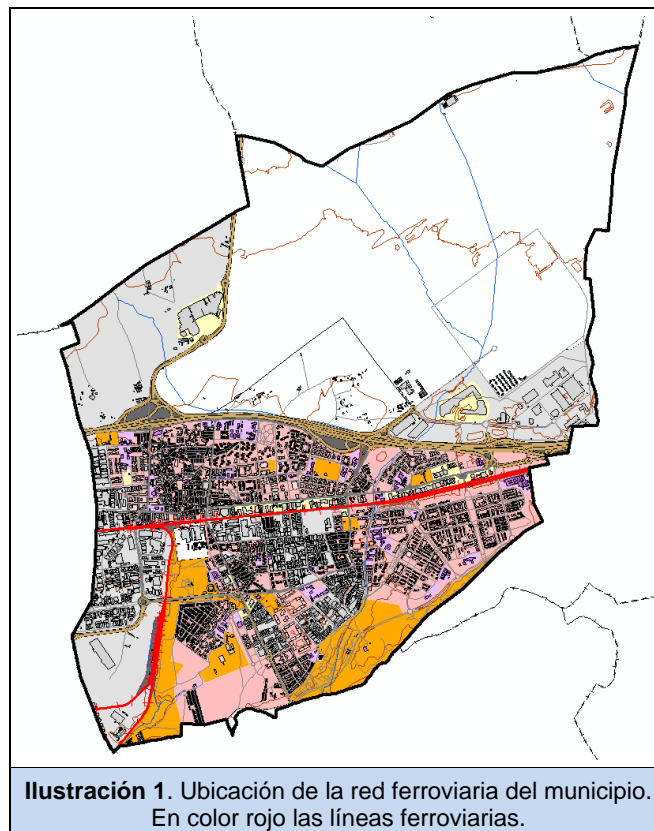 Ilustración 1. Ubicación de la red ferroviaria del municipio.
En color rojo las líneas ferroviarias.